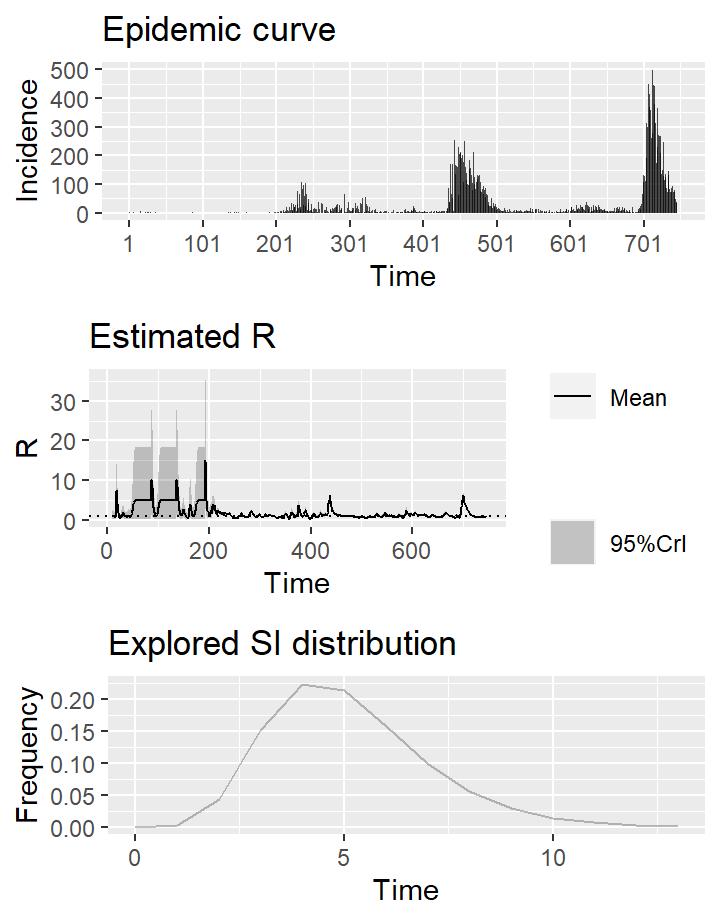 Epidemic curve
500
400
300
200
100
0
Incidence
1 101 201 301 401 501 601 701
Time
Estimated R
30
20
10
0
R
0 200 400 600
Time
Mean
95%CrI
Explored SI distribution
0.20
0.15
0.10
0.05
0.00
Frequency
0 5 10
Time